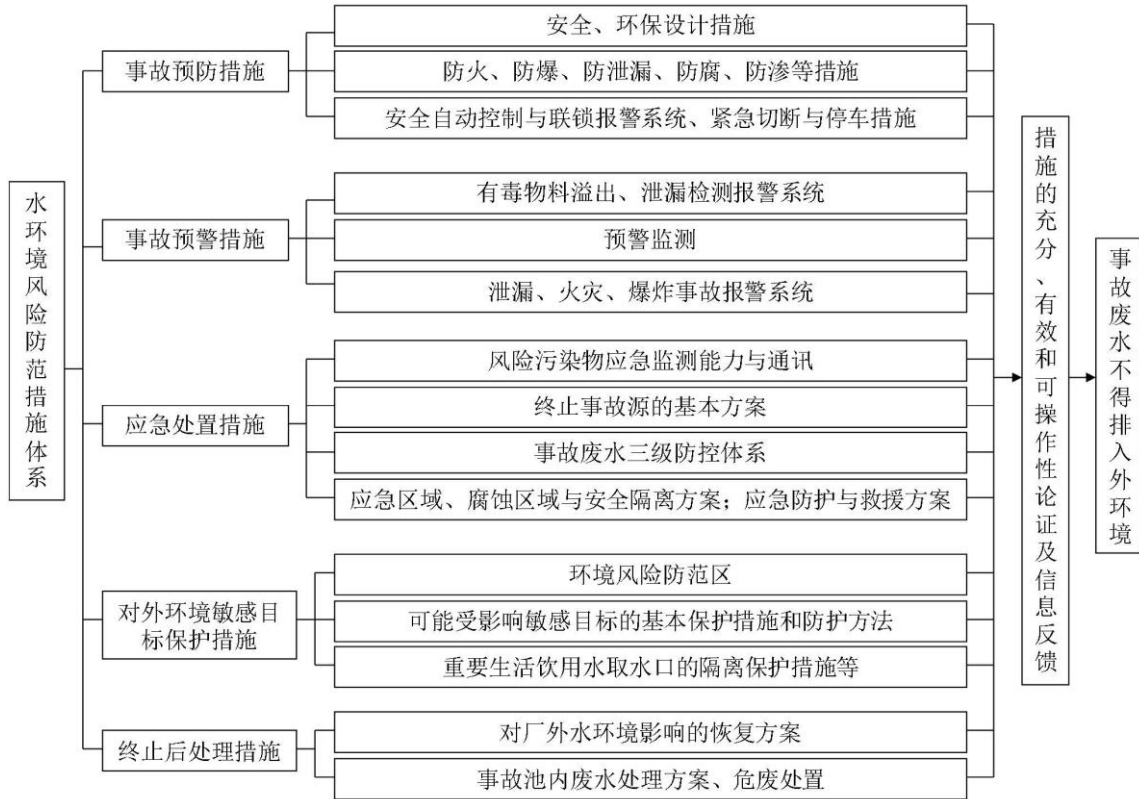 水环境风险防范措施体系
事故预防措施
安全、环保设计措施
防火、防爆、防泄漏、防腐、防渗等措施
安全自动控制与联锁报警系统、紧急切断与停车措施
事故预警措施
有毒物料溢出、泄漏检测报警系统
预警监测
泄漏、火灾、爆炸事故报警系统
应急处置措施
风险污染物应急监测能力与通讯
终止事故源的基本方案
事故废水三级防控体系
应急区域、腐蚀区域与安全隔离方案；应急防护与救援方案
对外环境敏感目
标保护措施
环境风险防范区
可能受影响敏感目标的基本保护措施和防护方法
重要生活饮用水取水口的隔离保护措施等
终止后处理措施
对厂外水环境影响的恢复方案
事故池内废水处理方案、危废处置
措施的充分、有效和可操作性论证及信息反馈
事故废水不得排入外环境